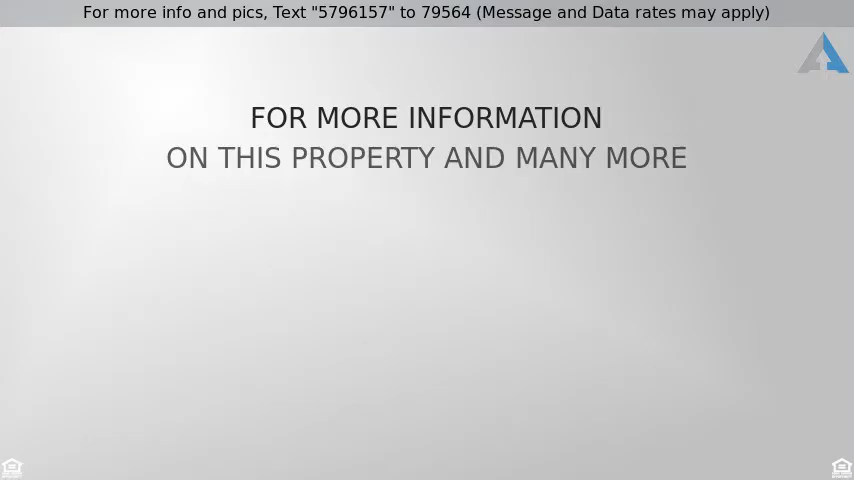 For more info and pics, Text "5796157" to 79564 (Message and Data rates may apply)
FOR MORE INFORMATION
ON THIS PROPERTY AND MANY MORE